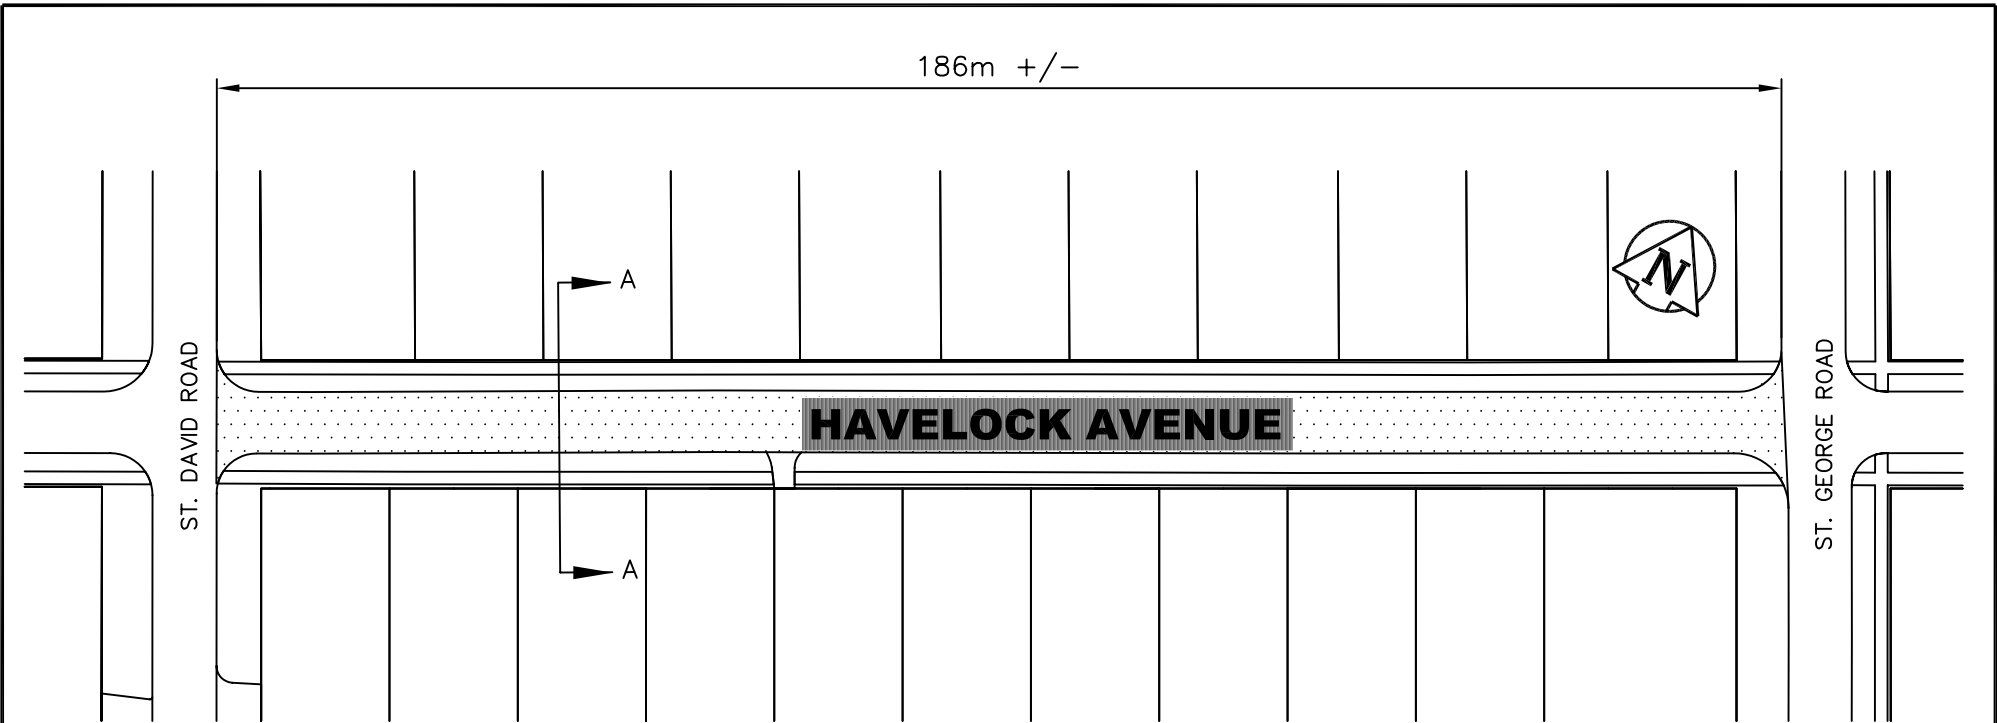 186m +/-
A
N
ST. DAVID ROAD
HAVELOCK AVENUE
ST. GEORGE ROAD
A